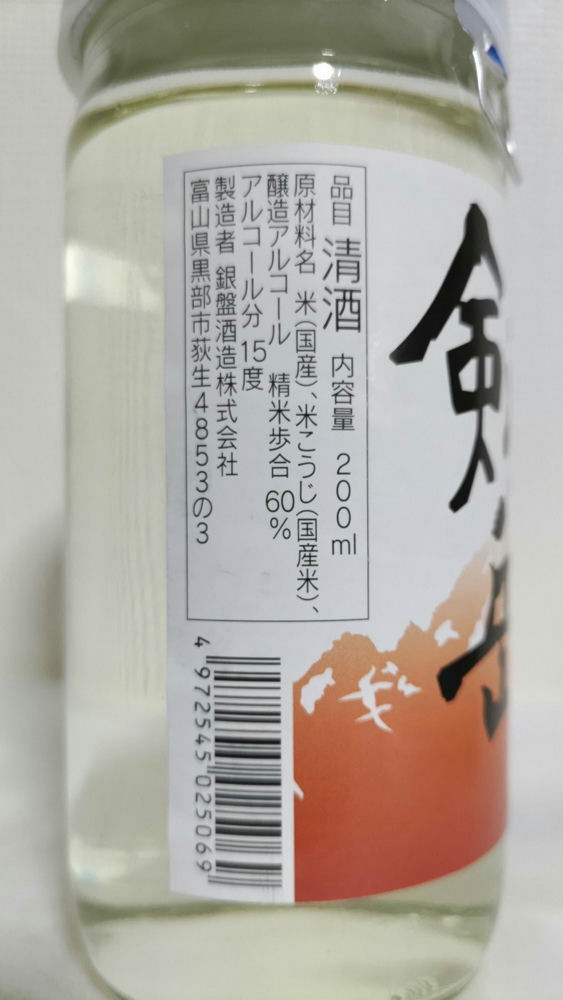 剣岳
品目 清酒 内容量 200ml
原材料名 米(国産)、米こうじ(国産米)、
醸造アルコール 精米歩合 60%
アルコール分 15度
製造者 銀盤酒造株式会社
富山県黒部市荻生4853の3
4 972545 025069